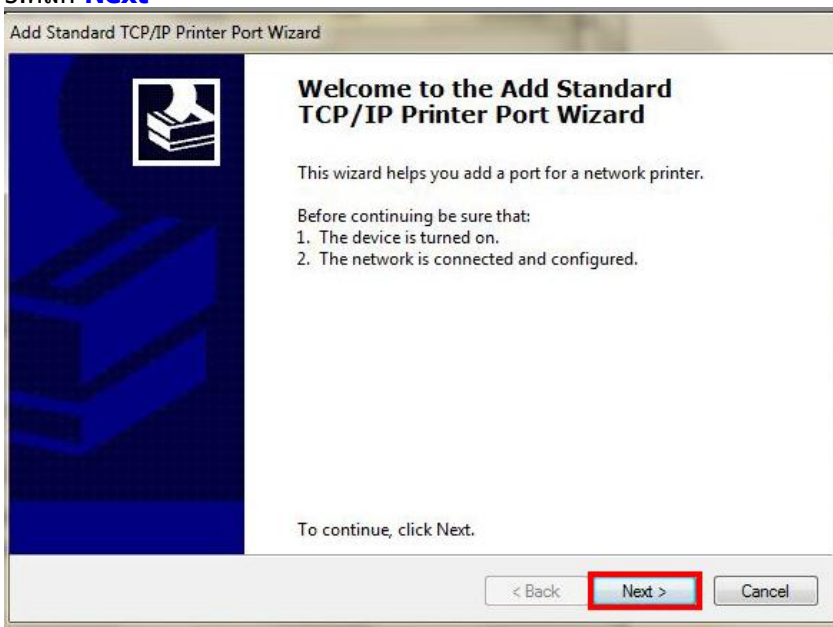 Next
Add Standard TCP/IP Printer Port Wizard
Welcome to the Add Standard
TCP/IP Printer Port Wizard
This wizard helps you add a port for a network printer.
Before continuing be sure that:
1. The device is turned on.
2. The network is connected and configured.
To continue, click Next.
< Back Next > Cancel